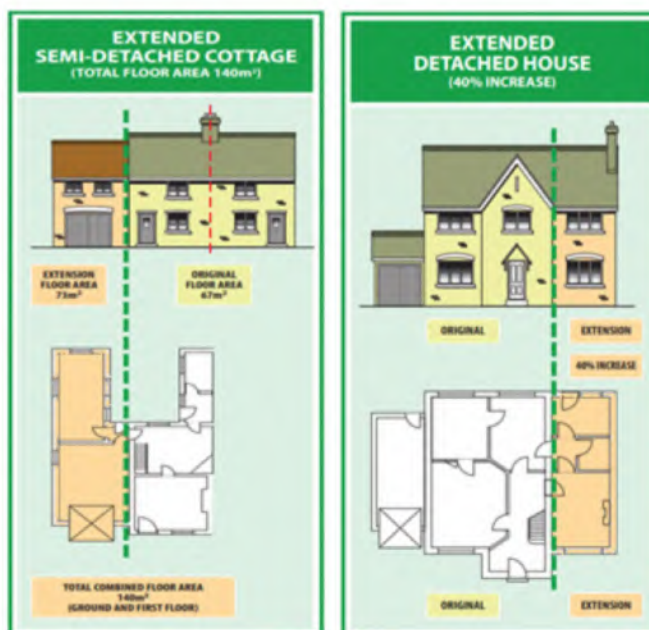 EXTENDED
SEMI-DETACHED COTTAGE
(TOTAL FLOOR AREA 140m²)
EXTENSION
FLOOR AREA
73m²
ORIGINAL
FLOOR AREA
67m²
TOTAL COMBINED FLOOR AREA
140m²
(GROUND AND FIRST FLOOR)
EXTENDED
DETACHED HOUSE
(40% INCREASE)
ORIGINAL
EXTENSION
40% INCREASE
ORIGINAL
EXTENSION